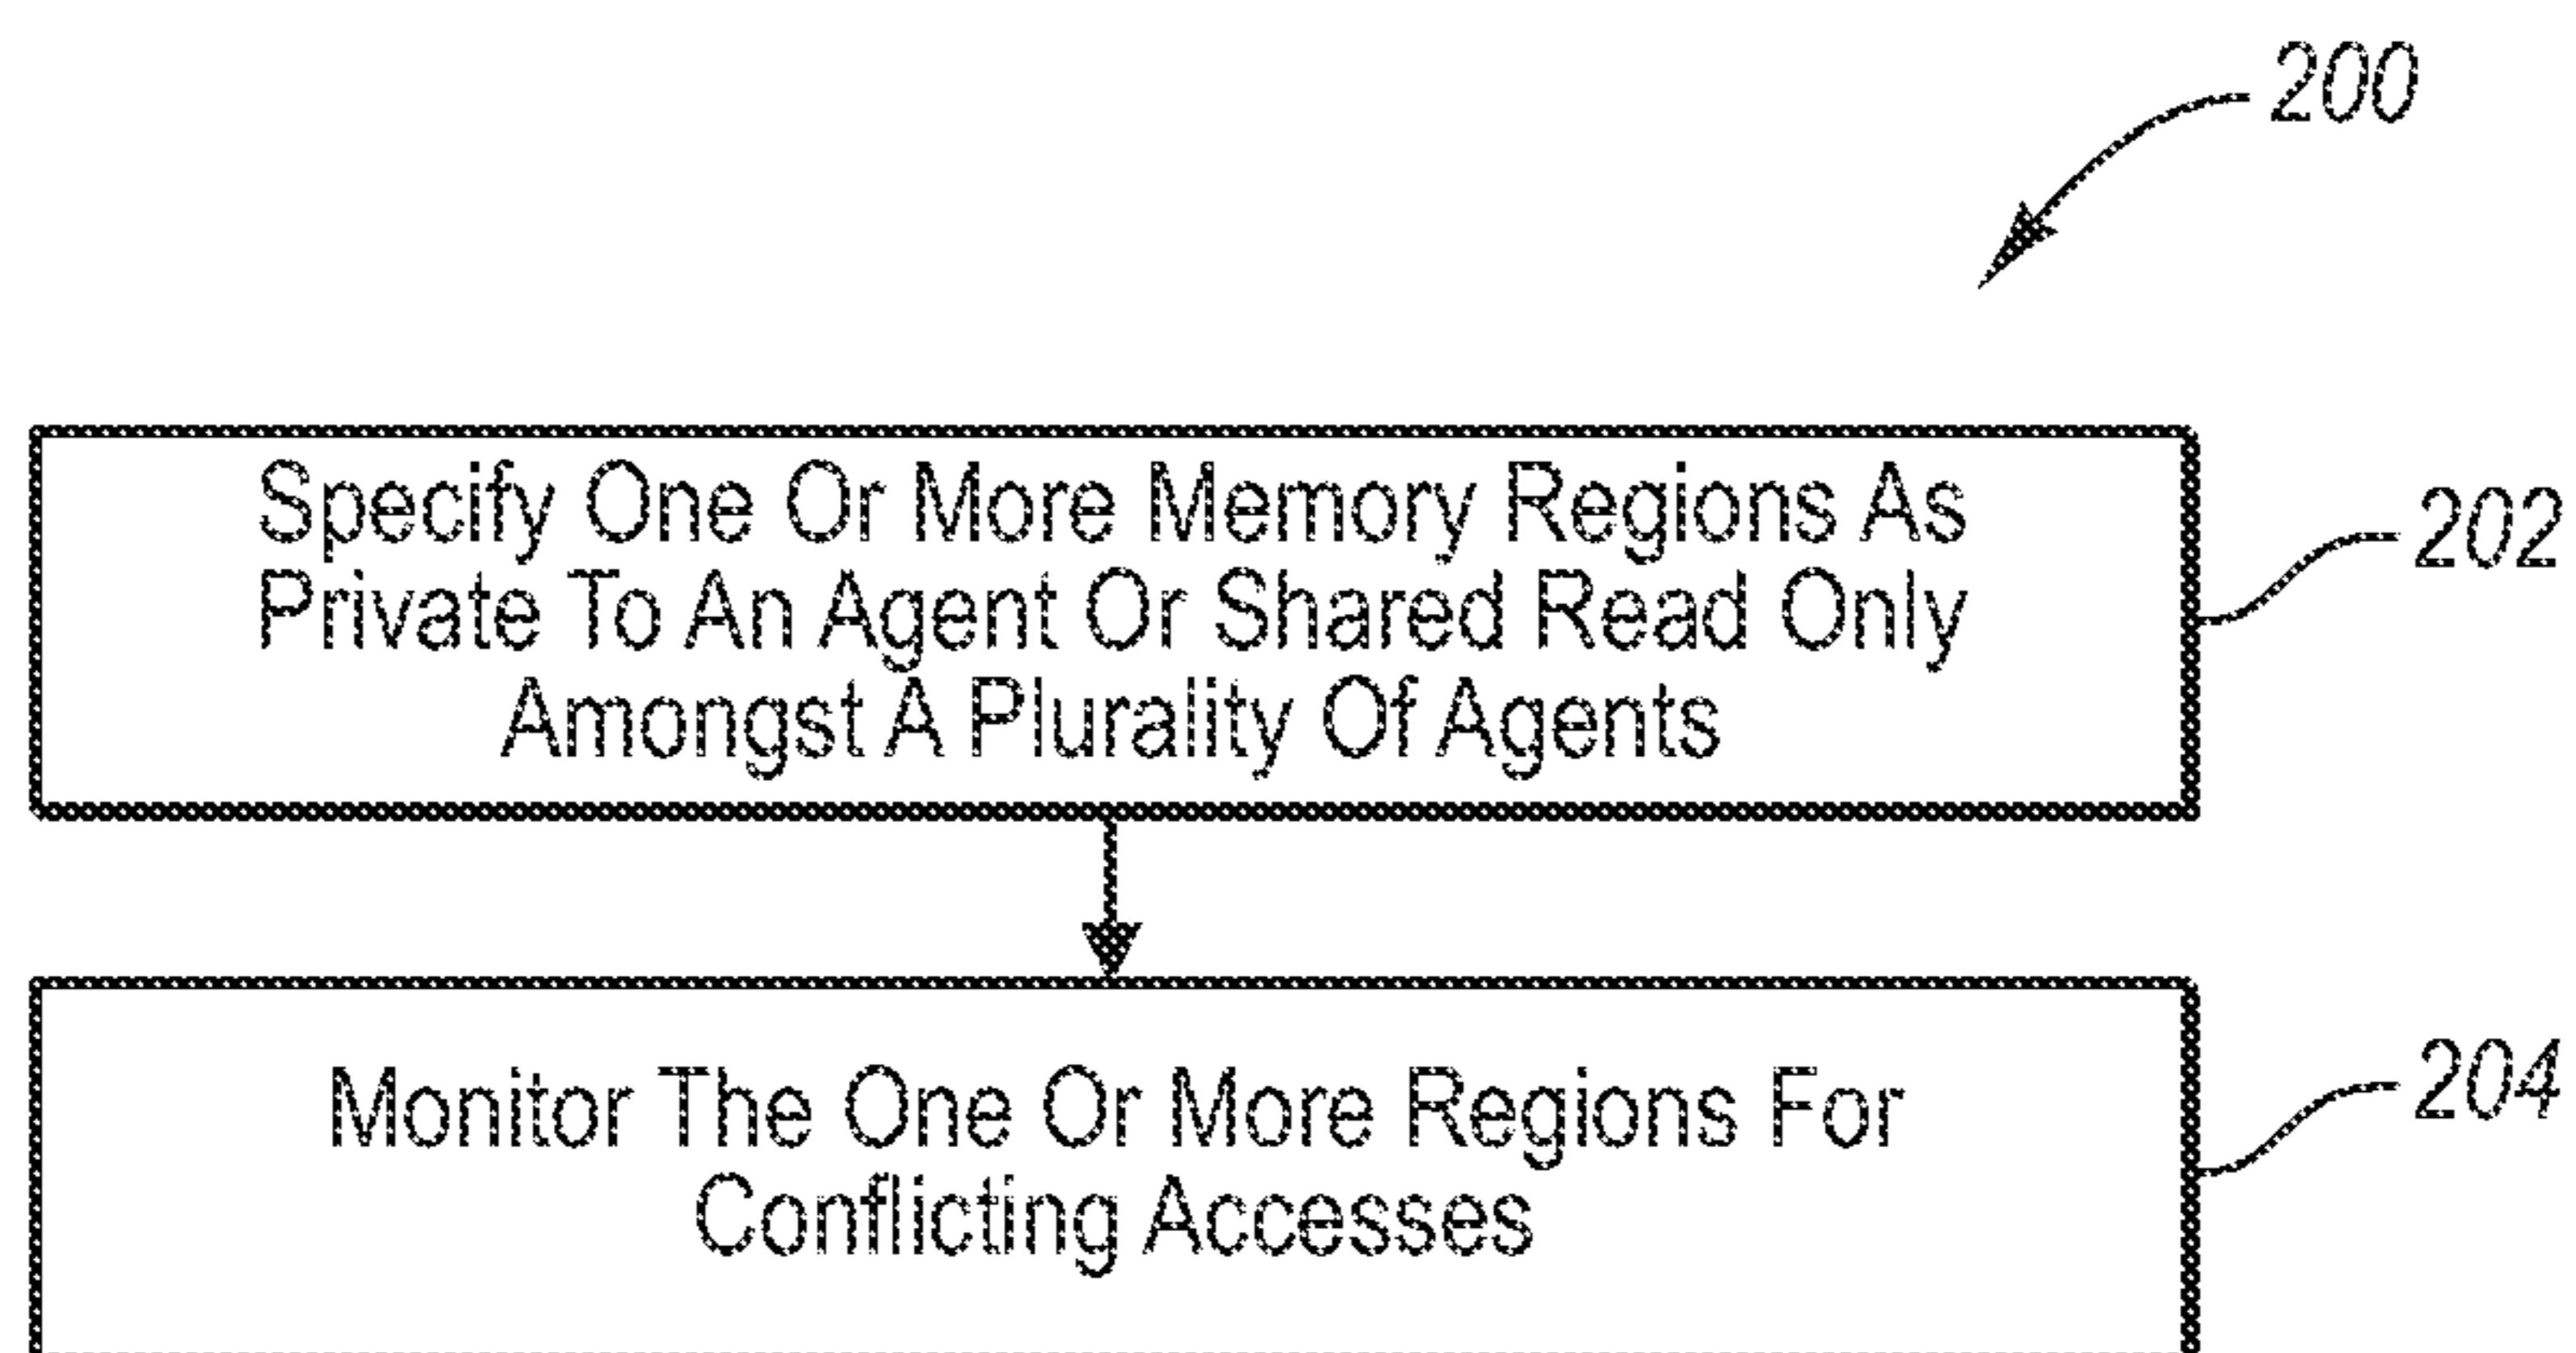 200
Specify One Or More Memory Regions As
Private To An Agent Or Shared Read Only
Amongst A Plurality Of Agents
202
Monitor The One Or More Regions For
Conflicting Accesses
204